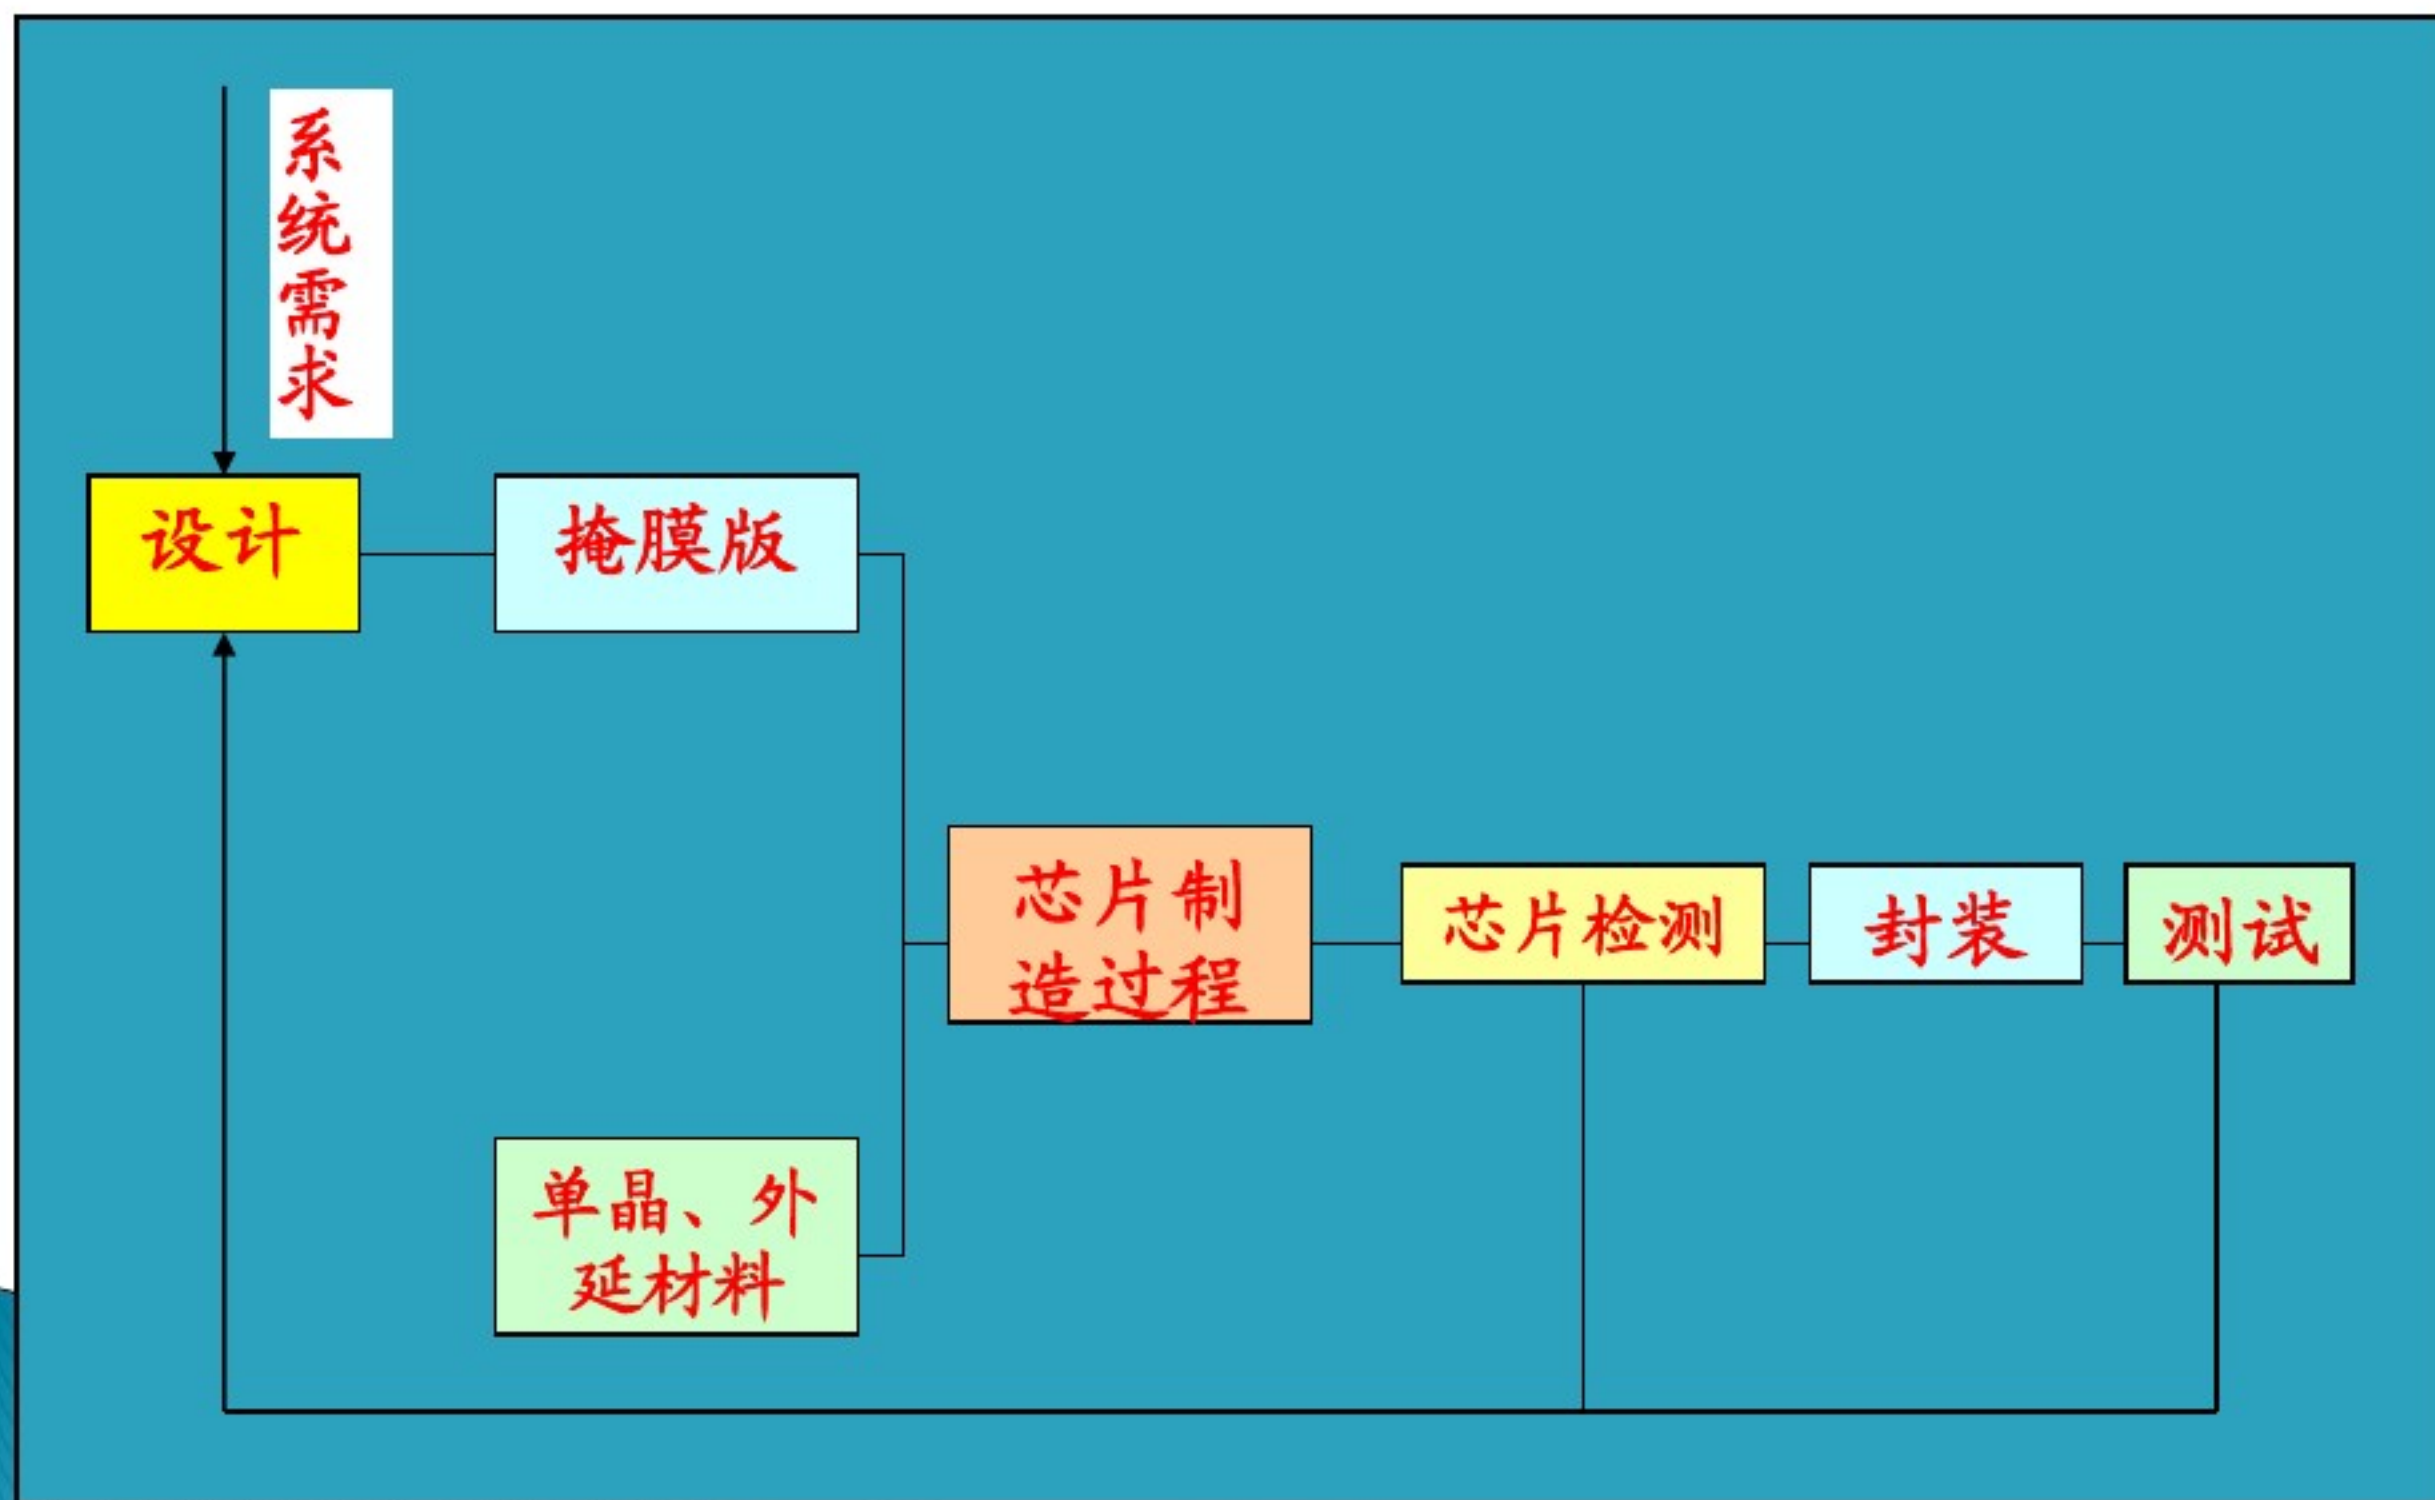 系统需求
设计
掩膜版
芯片制
造过程
芯片检测
封装
测试
单晶、外
延材料